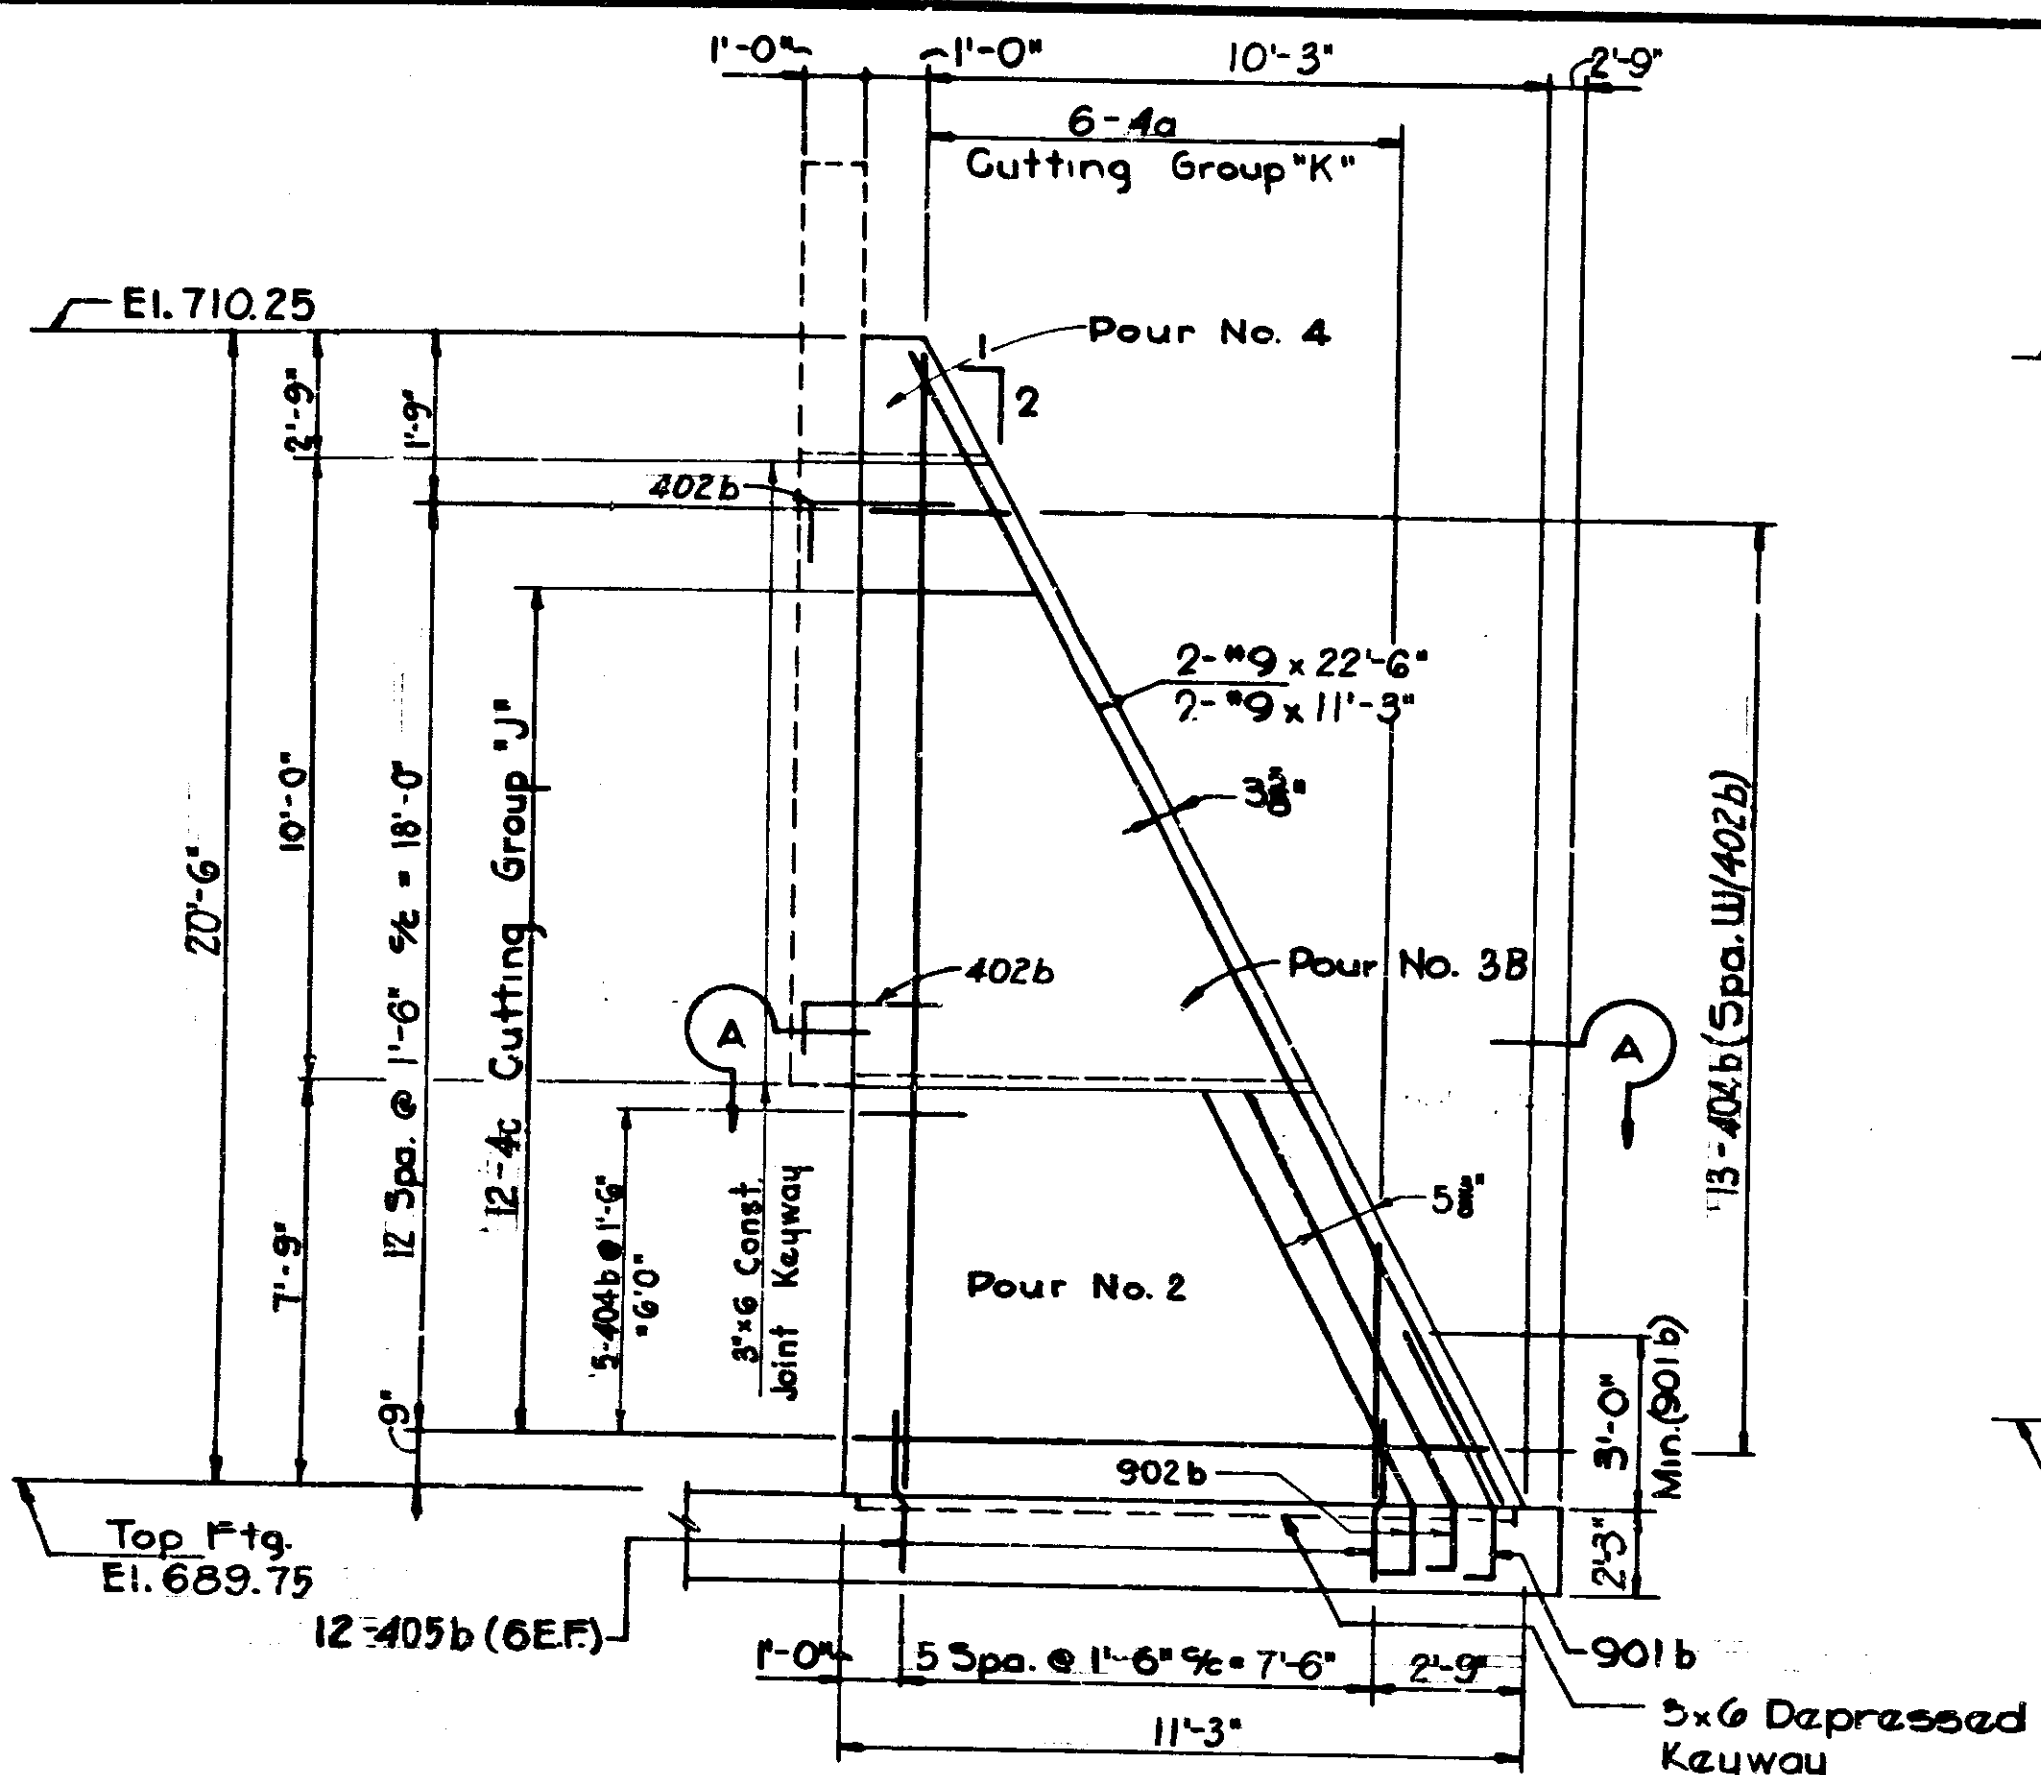 1'-0"
1'-0"
10'-3"
2'-9"
6-4a
Cutting Group "K"
El. 710.25
Pour No. 4
1
2
2'-9"
1'-9"
402b
2-#9 x 22'-6"
2-#9 x 11'-3"
20'-6"
10'-0"
12 Spa. @ 1'-6" c/c = 18'-0"
12-4c Cutting Group "J"
13-404b (Spa. W/402b)
402b
Pour No. 3B
A
A
7'-9"
5-404b @ 1'-6"
=6'0"
3"x6 Const.
Joint Keyway
Pour No. 2
9"
3'-0"
Min. (901b)
902b
2'-3"
Top Ftg.
El. 689.75
12-405b (6E.F.)
1'-0"
5 Spa. @ 1'-6" c/c = 7'-6"
2'-9"
901b
11'-3"
3x6 Depressed
Keyway